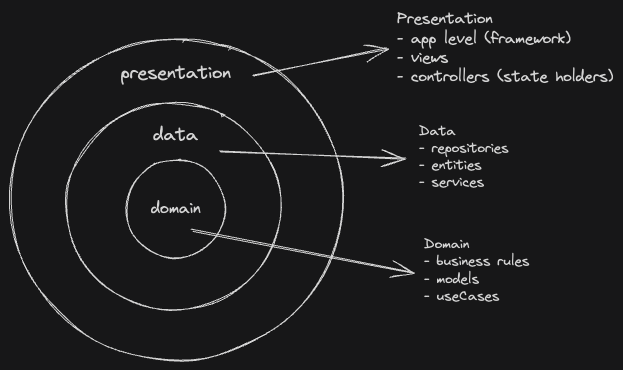 Presentation
- app level (framework)
- views
- controllers (state holders)
presentation
data
Data
- repositories
- entities
- services
domain
Domain
- business rules
- models
- useCases